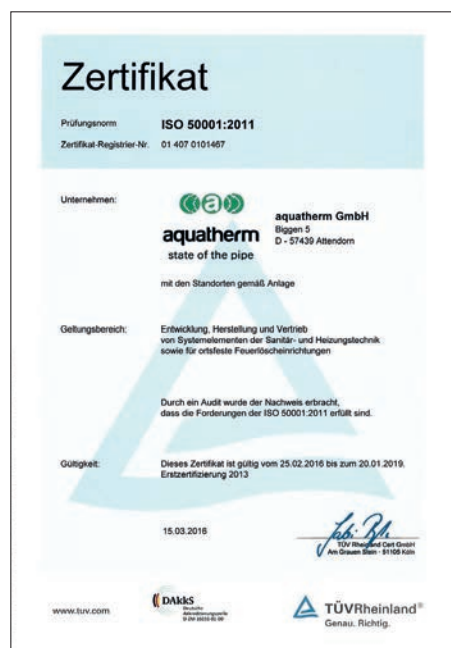 Zertifikat
Prüfungsnorm ISO 50001:2011
Zertifikat-Registrier-Nr. 01 407 0101467
Unternehmen:
a
aquatherm
state of the pipe
aquatherm GmbH
Biggen 5
D - 57439 Attendorn
mit den Standorten gemäß Anlage
Geltungsbereich: Entwicklung, Herstellung und Vertrieb
von Systemelementen der Sanitär- und Heizungstechnik
sowie für ortsfeste Feuerlöscheinrichtungen
Durch ein Audit wurde der Nachweis erbracht,
dass die Forderungen der ISO 50001:2011 erfüllt sind.
Gültigkeit: Dieses Zertifikat ist gültig vom 25.02.2016 bis zum 20.01.2019.
Erstzertifizierung 2013
15.03.2016
TÜV Rheinland Cert GmbH
Am Grauen Stein · 51105 Köln
www.tuv.com
DAkkS
Deutsche
Akkreditierungsstelle
TÜVRheinland®
Genau. Richtig.